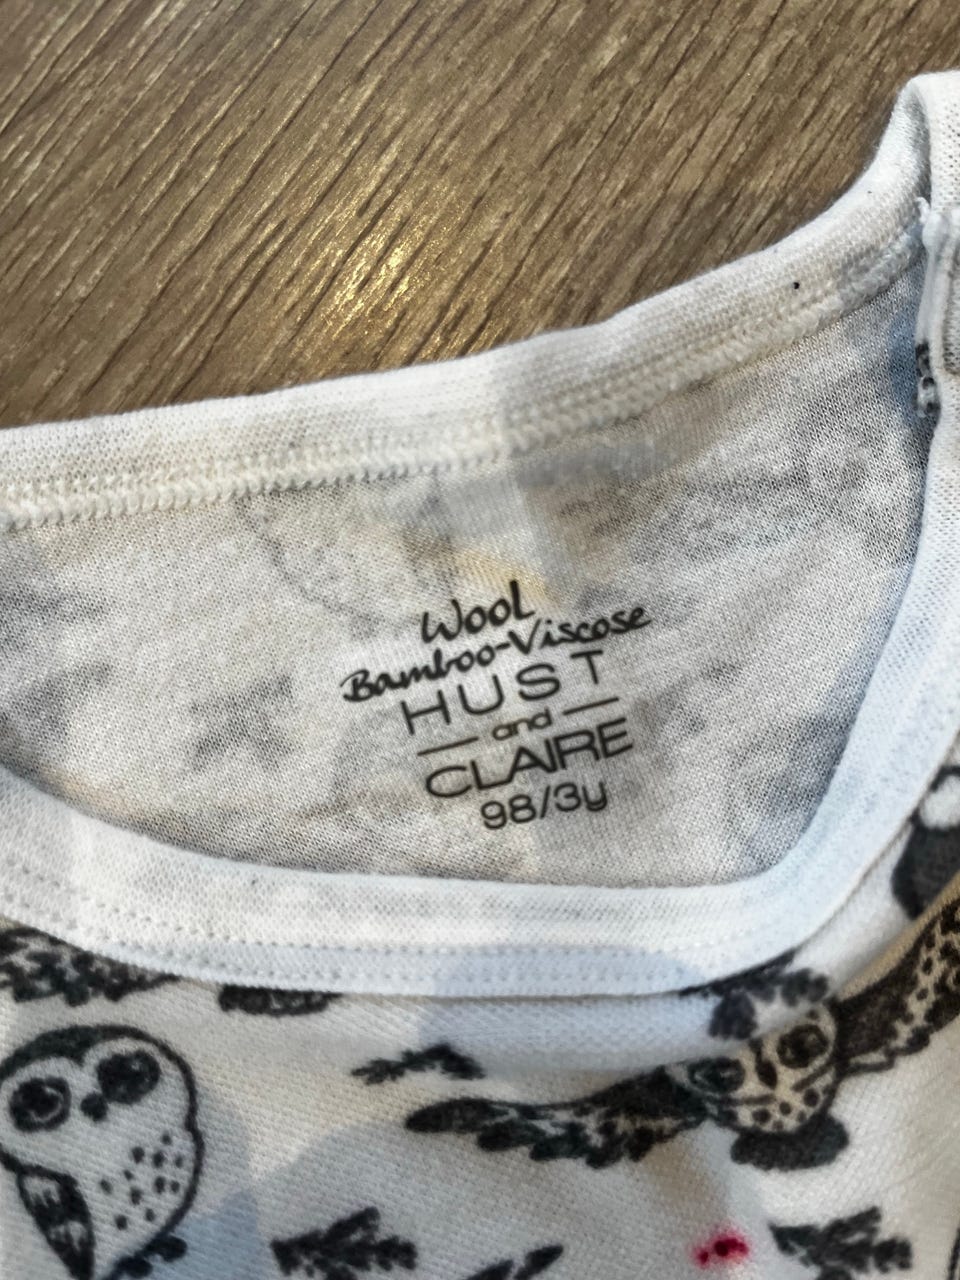 Wool
Bamboo-Viscose
HUST
and
CLAIRE
98/3y